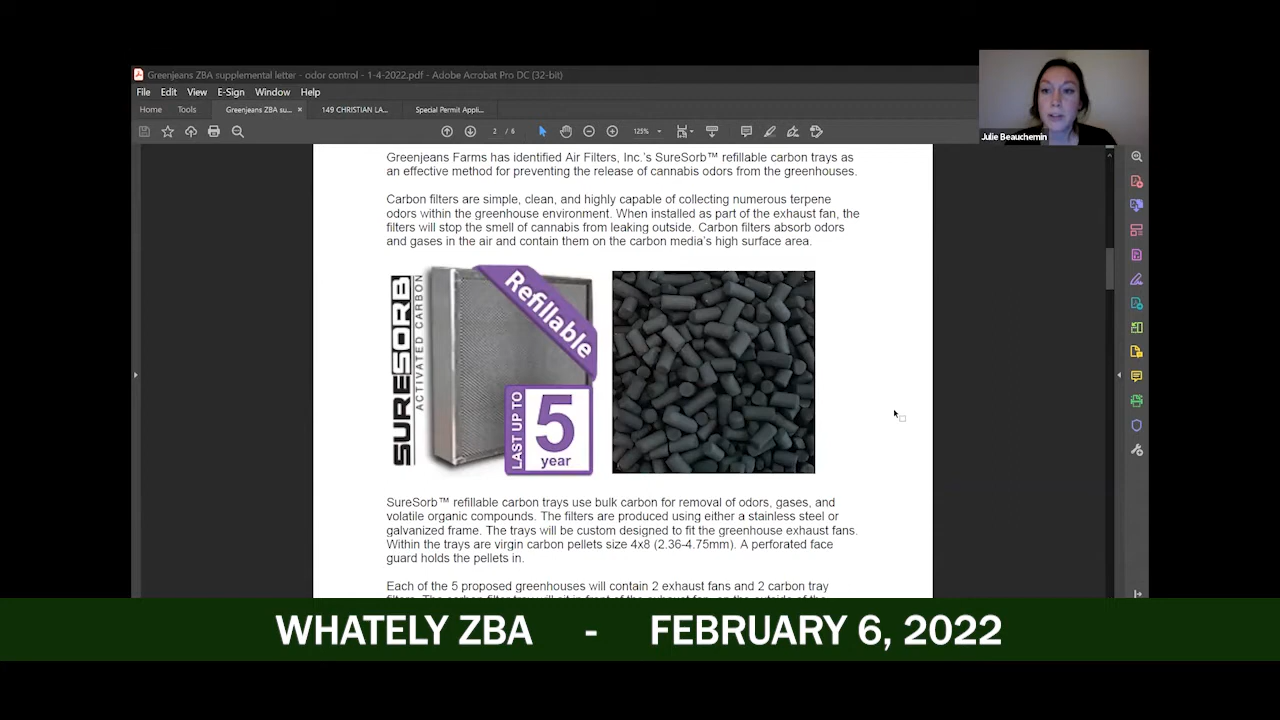 Greenjeans ZBA supplemental letter - odor control - 1-4-2022.pdf - Adobe Acrobat Pro DC (32-bit)
File Edit View E-Sign Window Help
Home Tools Greenjeans ZBA su... × 149 CHRISTIAN LA... Special Permit Appli...
2 / 6 125%
Julie Beauchemin
Greenjeans Farms has identified Air Filters, Inc.'s SureSorb™ refillable carbon trays as
an effective method for preventing the release of cannabis odors from the greenhouses.
Carbon filters are simple, clean, and highly capable of collecting numerous terpene
odors within the greenhouse environment. When installed as part of the exhaust fan, the
filters will stop the smell of cannabis from leaking outside. Carbon filters absorb odors
and gases in the air and contain them on the carbon media's high surface area.
SURESORB
ACTIVATED CARBON
Refillable
LAST UP TO
5
year
SureSorb™ refillable carbon trays use bulk carbon for removal of odors, gases, and
volatile organic compounds. The filters are produced using either a stainless steel or
galvanized frame. The trays will be custom designed to fit the greenhouse exhaust fans.
Within the trays are virgin carbon pellets size 4x8 (2.36-4.75mm). A perforated face
guard holds the pellets in.
Each of the 5 proposed greenhouses will contain 2 exhaust fans and 2 carbon tray
WHATELY ZBA - FEBRUARY 6, 2022